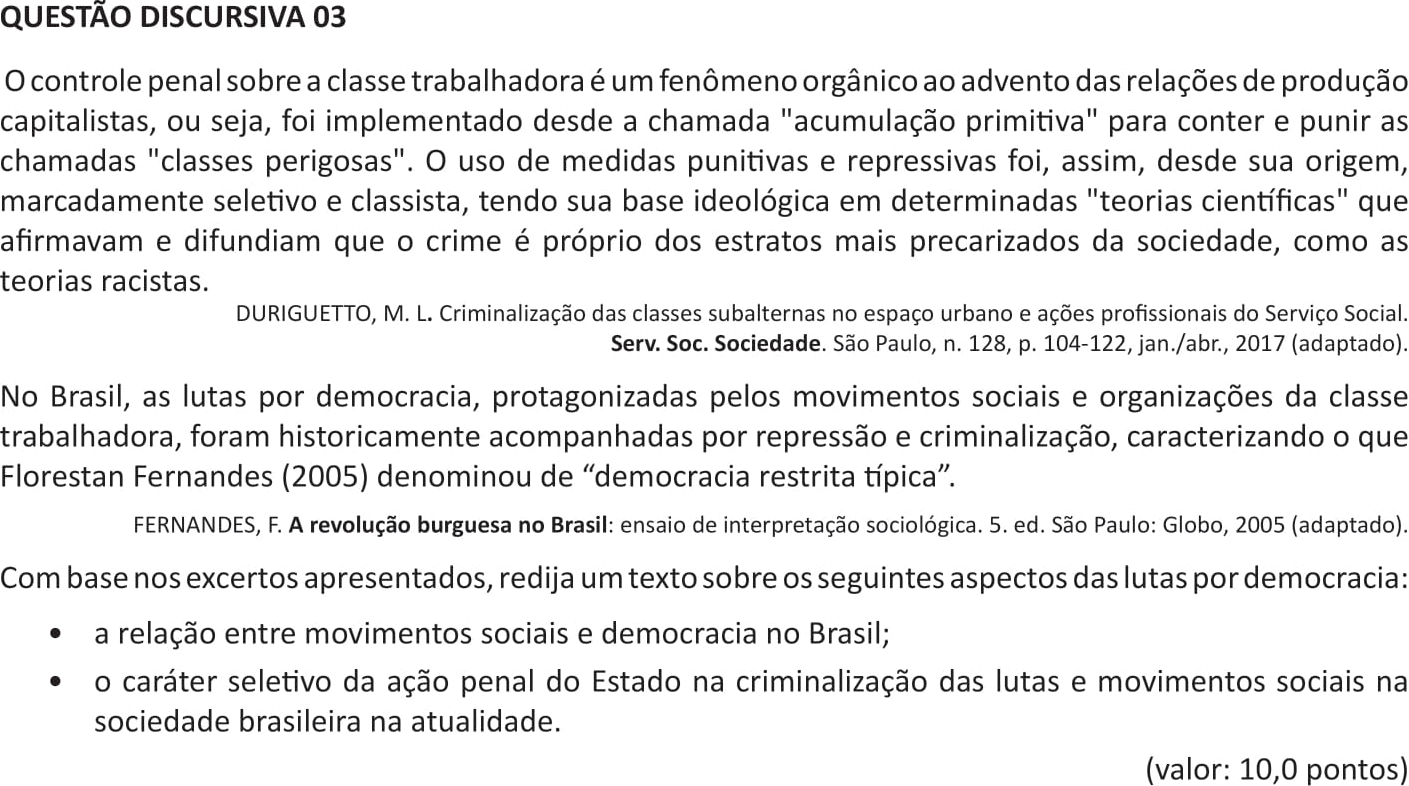 QUESTÃO DISCURSIVA 03
O controle penal sobre a classe trabalhadora é um fenômeno orgânico ao advento das relações de produção
capitalistas, ou seja, foi implementado desde a chamada "acumulação primitiva" para conter e punir as
chamadas "classes perigosas". O uso de medidas punitivas e repressivas foi, assim, desde sua origem,
marcadamente seletivo e classista, tendo sua base ideológica em determinadas "teorias científicas" que
afirmavam e difundiam que o crime é próprio dos estratos mais precarizados da sociedade, como as
teorias racistas.
DURIGUETTO, M. L. Criminalização das classes subalternas no espaço urbano e ações profissionais do Serviço Social.
Serv. Soc. Sociedade. São Paulo, n. 128, p. 104-122, jan./abr., 2017 (adaptado).
No Brasil, as lutas por democracia, protagonizadas pelos movimentos sociais e organizações da classe
trabalhadora, foram historicamente acompanhadas por repressão e criminalização, caracterizando o que
Florestan Fernandes (2005) denominou de “democracia restrita típica”.
FERNANDES, F. A revolução burguesa no Brasil: ensaio de interpretação sociológica. 5. ed. São Paulo: Globo, 2005 (adaptado).
Com base nos excertos apresentados, redija um texto sobre os seguintes aspectos das lutas por democracia:
• a relação entre movimentos sociais e democracia no Brasil;
• o caráter seletivo da ação penal do Estado na criminalização das lutas e movimentos sociais na
sociedade brasileira na atualidade.
(valor: 10,0 pontos)